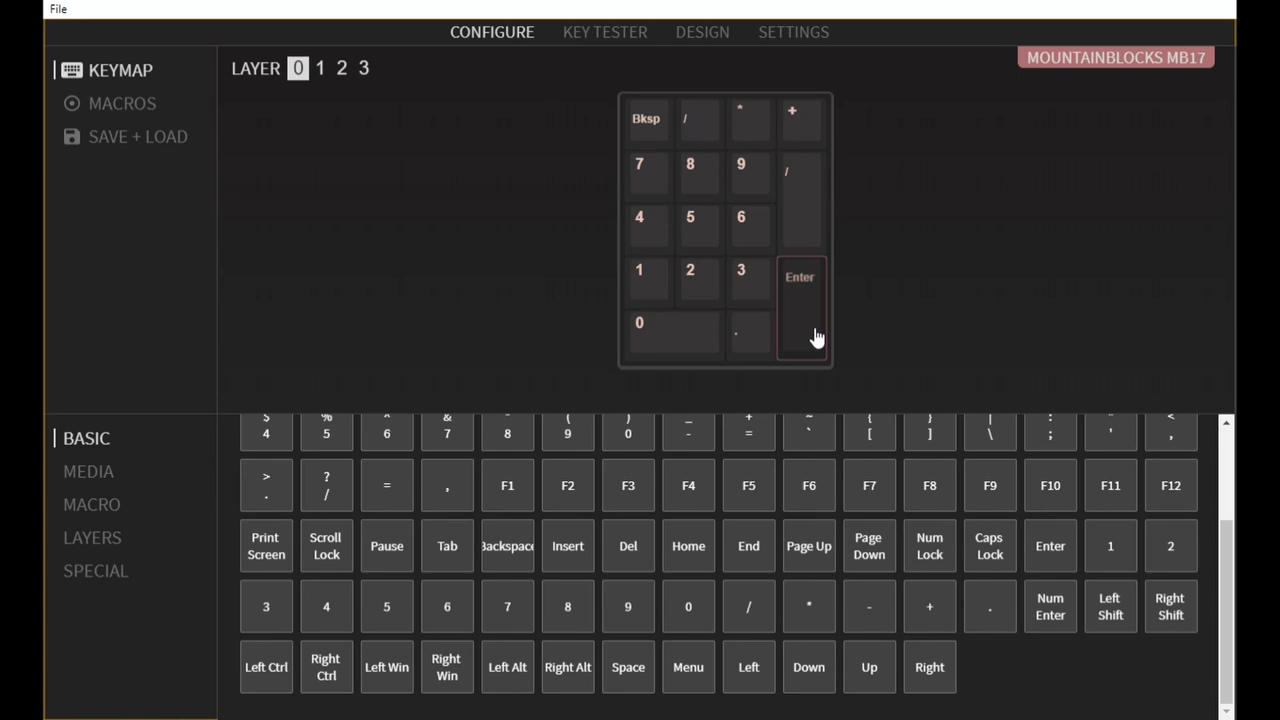 File
CONFIGURE KEY TESTER DESIGN SETTINGS
KEYMAP
MACROS
SAVE + LOAD
LAYER 0 1 2 3
MOUNTAINBLOCKS MB17
Bksp / * +
7 8 9 /
4 5 6
1 2 3 Enter
0 .
BASIC
MEDIA
MACRO
LAYERS
SPECIAL
$ % ^ & ( ) _ + ~ { } | : " <
4 5 6 7 8 9 0 - = ` [ ] \ ; ' ,
> ?
. / = , F1 F2 F3 F4 F5 F6 F7 F8 F9 F10 F11 F12
Print Scroll Page Num Caps
Screen Lock Pause Tab Backspace Insert Del Home End Page Up Down Lock Lock Enter 1 2
3 4 5 6 7 8 9 0 / * - + . Num Left Right
Enter Shift Shift
Left Ctrl Right Left Win Right Left Alt Right Alt Space Menu Left Down Up Right
Ctrl Win